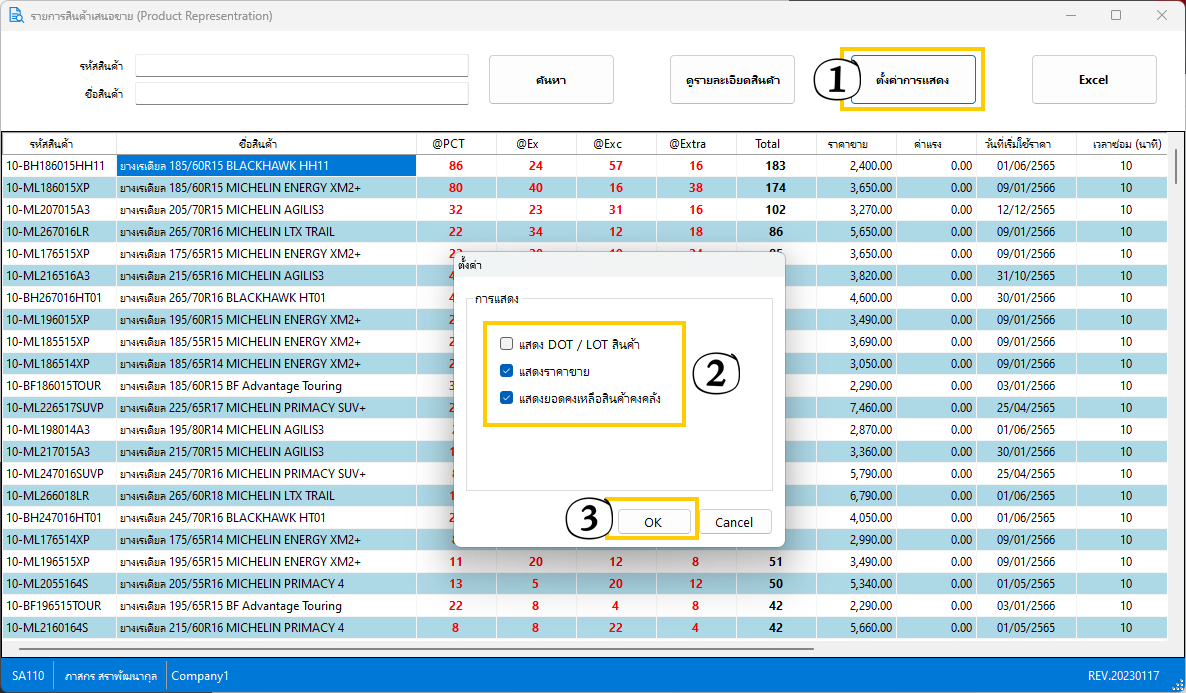 รายการสินค้าเสนอขาย (Product Representration)
รหัสสินค้า
ชื่อสินค้า
ค้นหา
ดูรายละเอียดสินค้า
1
ตั้งค่าการแสดง
Excel
รหัสสินค้า ชื่อสินค้า @PCT @Ex @Exc @Extra Total ราคาขาย ค่าแรง วันที่เริ่มใช้ราคา เวลาซ่อม (นาที)
10-BH186015HH11 ยางเรเดียล 185/60R15 BLACKHAWK HH11 86 24 57 16 183 2,400.00 0.00 01/06/2565 10
10-ML186015XP ยางเรเดียล 185/60R15 MICHELIN ENERGY XM2+ 80 40 16 38 174 3,650.00 0.00 09/01/2566 10
10-ML207015A3 ยางเรเดียล 205/70R15 MICHELIN AGILIS3 32 23 31 16 102 3,270.00 0.00 12/12/2565 10
10-ML267016LR ยางเรเดียล 265/70R16 MICHELIN LTX TRAIL 22 34 12 18 86 5,650.00 0.00 09/01/2566 10
10-ML176515XP ยางเรเดียล 175/65R15 MICHELIN ENERGY XM2+ 3,650.00 0.00 09/01/2566 10
10-ML216516A3 ยางเรเดียล 215/65R16 MICHELIN AGILIS3 3,820.00 0.00 31/10/2565 10
10-BH267016HT01 ยางเรเดียล 265/70R16 BLACKHAWK HT01 4,600.00 0.00 30/01/2566 10
10-ML196015XP ยางเรเดียล 195/60R15 MICHELIN ENERGY XM2+ 3,490.00 0.00 09/01/2566 10
10-ML185515XP ยางเรเดียล 185/55R15 MICHELIN ENERGY XM2+ 3,690.00 0.00 09/01/2566 10
10-ML186514XP ยางเรเดียล 185/65R14 MICHELIN ENERGY XM2+ 3,050.00 0.00 09/01/2566 10
10-BF186015TOUR ยางเรเดียล 185/60R15 BF Advantage Touring 2,290.00 0.00 03/01/2566 10
10-ML226517SUVP ยางเรเดียล 225/65R17 MICHELIN PRIMACY SUV+ 7,460.00 0.00 25/04/2565 10
10-ML198014A3 ยางเรเดียล 195/80R14 MICHELIN AGILIS3 2,870.00 0.00 01/06/2565 10
10-ML217015A3 ยางเรเดียล 215/70R15 MICHELIN AGILIS3 3,360.00 0.00 30/01/2566 10
10-ML247016SUVP ยางเรเดียล 245/70R16 MICHELIN PRIMACY SUV+ 5,790.00 0.00 25/04/2565 10
10-ML266018LR ยางเรเดียล 265/60R18 MICHELIN LTX TRAIL 6,790.00 0.00 01/06/2565 10
10-BH247016HT01 ยางเรเดียล 245/70R16 BLACKHAWK HT01 4,050.00 0.00 01/06/2565 10
10-ML176514XP ยางเรเดียล 175/65R14 MICHELIN ENERGY XM2+ 2,990.00 0.00 09/01/2566 10
10-ML196515XP ยางเรเดียล 195/65R15 MICHELIN ENERGY XM2+ 11 20 12 8 51 3,490.00 0.00 09/01/2566 10
10-ML2055164S ยางเรเดียล 205/55R16 MICHELIN PRIMACY 4 13 5 20 12 50 5,340.00 0.00 01/05/2565 10
10-BF196515TOUR ยางเรเดียล 195/65R15 BF Advantage Touring 22 8 4 8 42 2,290.00 0.00 03/01/2566 10
10-ML2160164S ยางเรเดียล 215/60R16 MICHELIN PRIMACY 4 8 8 22 4 42 5,660.00 0.00 01/05/2565 10
ตั้งค่า
การแสดง
แสดง DOT / LOT สินค้า
แสดงราคาขาย
แสดงยอดคงเหลือสินค้าคงคลัง
2
3
OK
Cancel
SA110 ภาสกร สราพัฒนากุล Company1 REV.20230117